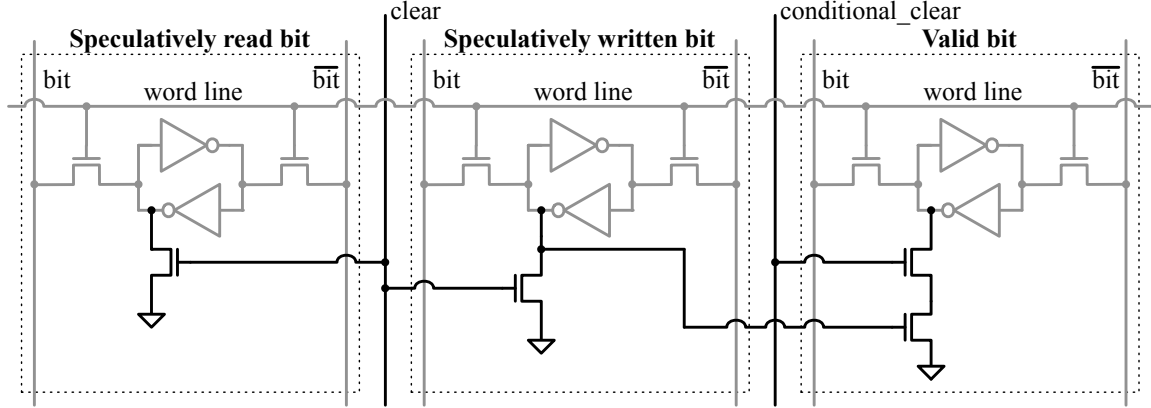 clear
conditional_clear
Speculatively read bit
Speculatively written bit
Valid bit
bit
word line
bit
bit
word line
bit
bit
word line
bit